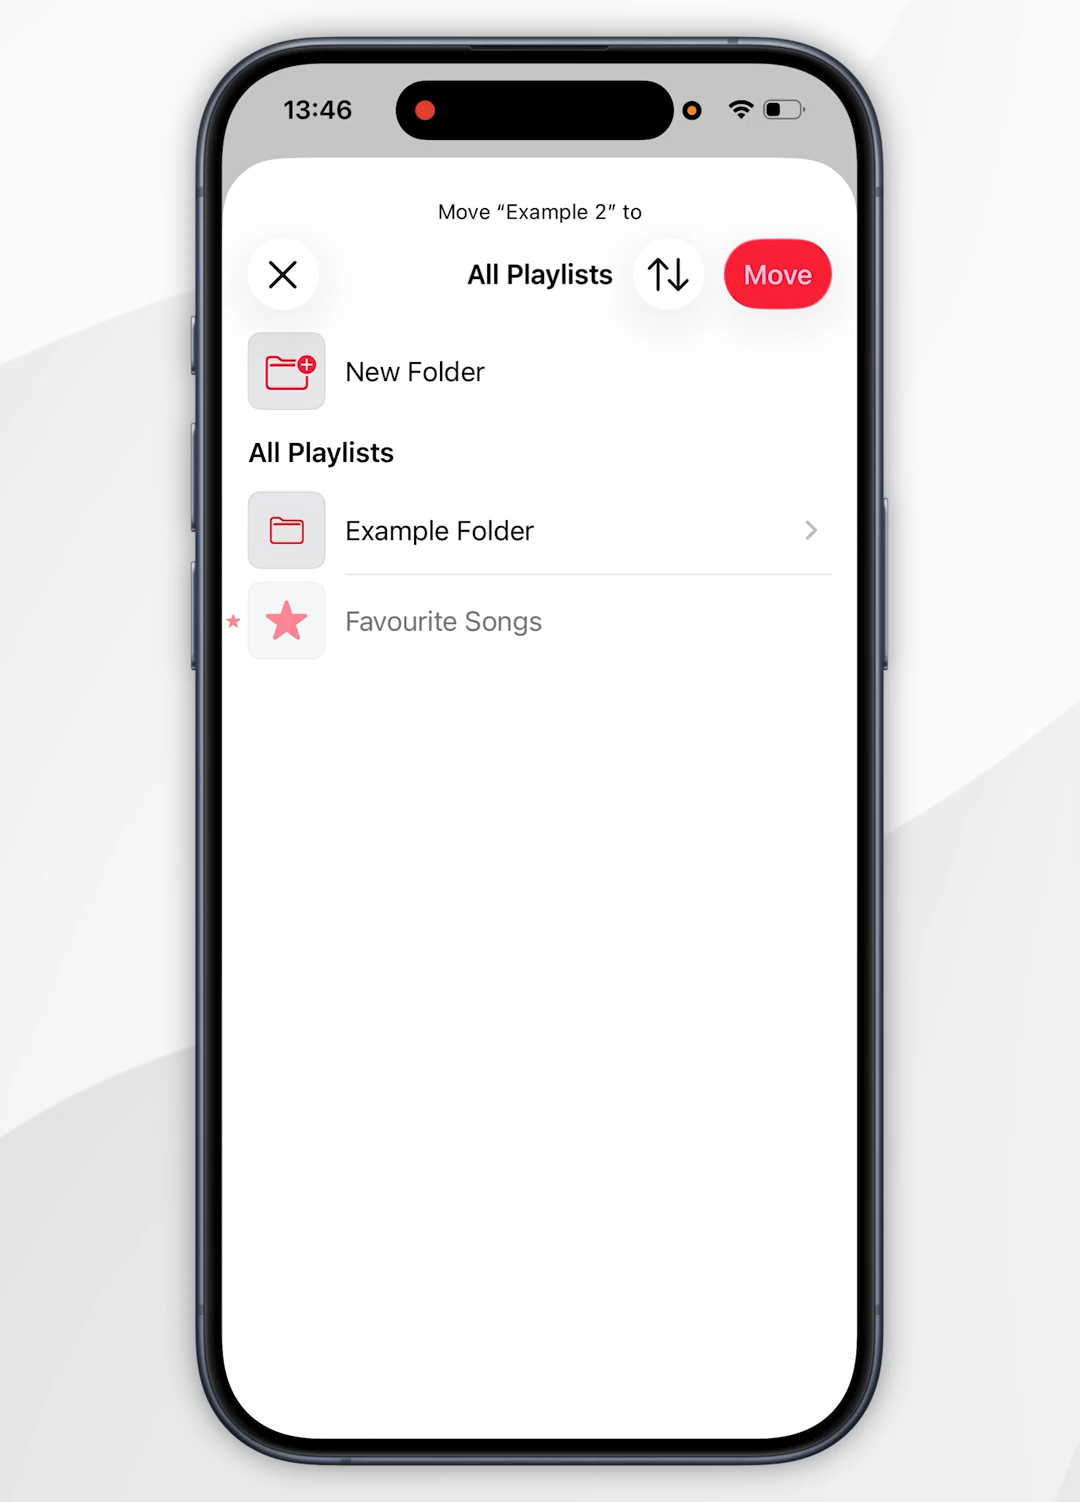 13:46
Move “Example 2” to
All Playlists
Move
New Folder
All Playlists
Example Folder
Favourite Songs